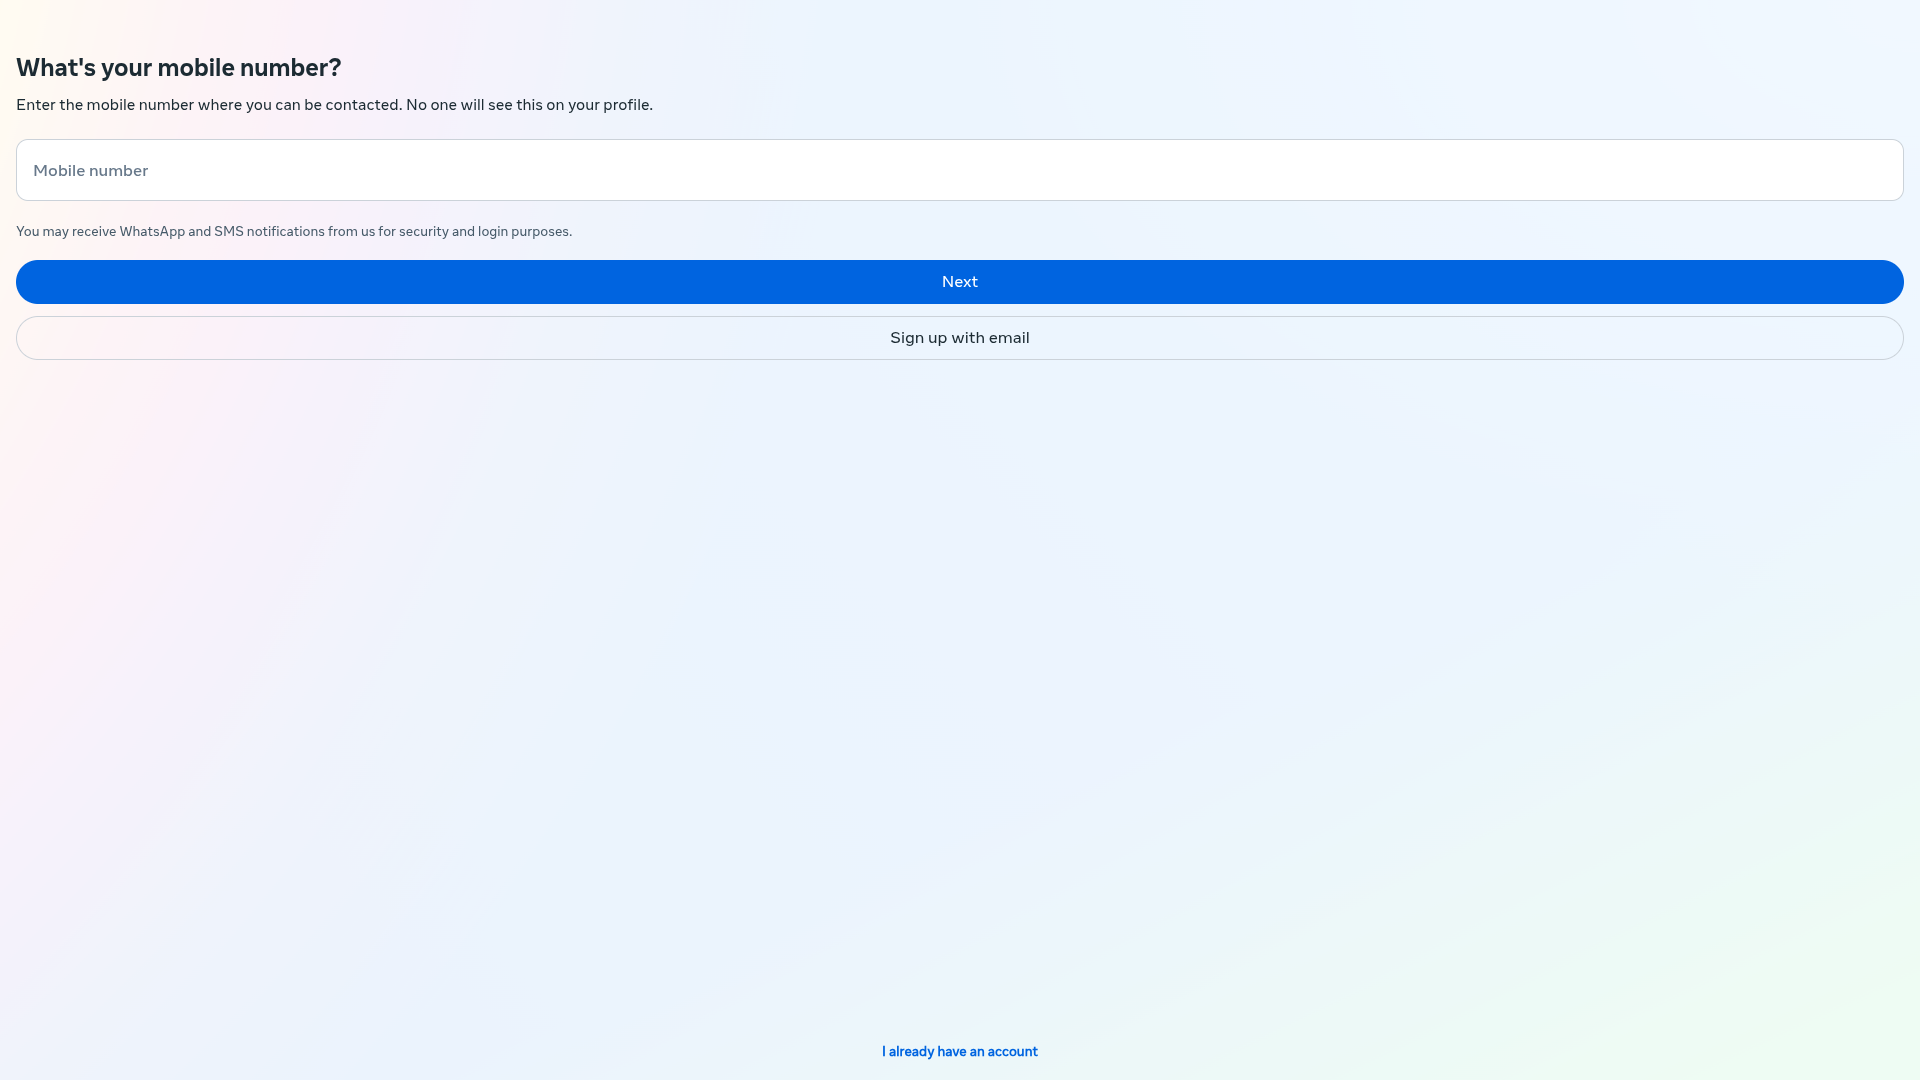 What's your mobile number?
Enter the mobile number where you can be contacted. No one will see this on your profile.
Mobile number
You may receive WhatsApp and SMS notifications from us for security and login purposes.
Next
Sign up with email
I already have an account